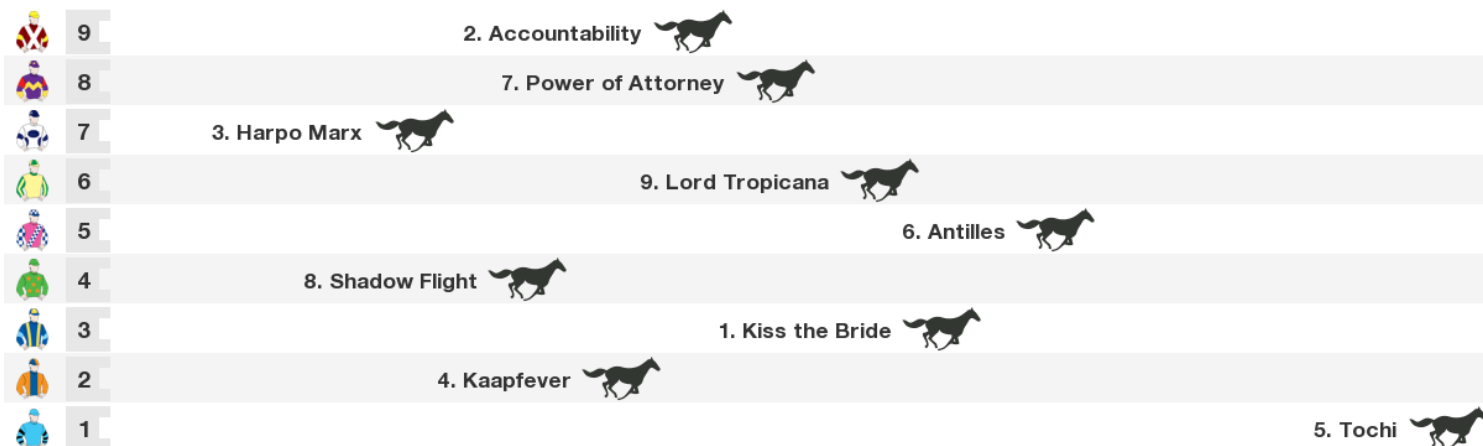 9 2. Accountability
8 7. Power of Attorney
7 3. Harpo Marx
6 9. Lord Tropicana
5 6. Antilles
4 8. Shadow Flight
3 1. Kiss the Bride
2 4. Kaapfever
1 5. Tochi